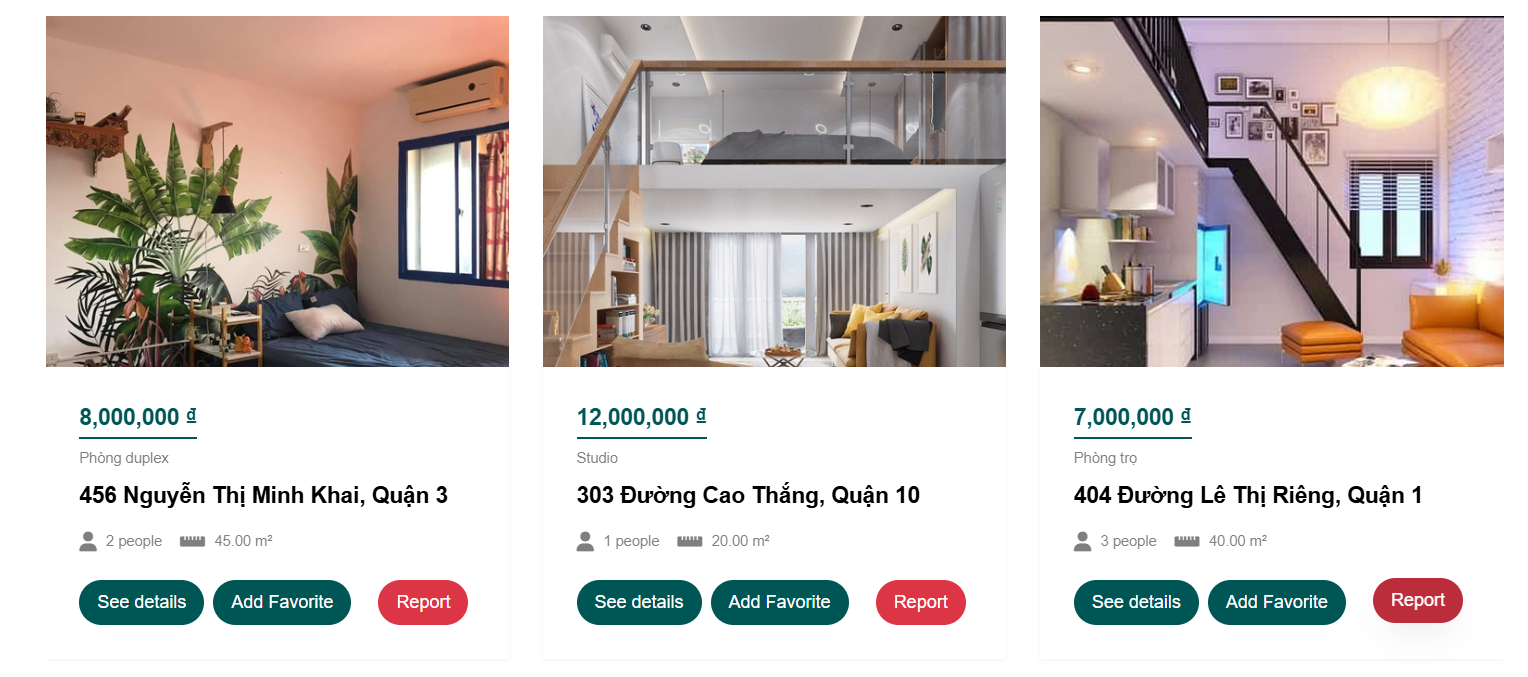 8,000,000 ₫
Phòng duplex
456 Nguyễn Thị Minh Khai, Quận 3
2 people 45.00 m²
See details Add Favorite Report
12,000,000 ₫
Studio
303 Đường Cao Thắng, Quận 10
1 people 20.00 m²
See details Add Favorite Report
7,000,000 ₫
Phòng trọ
404 Đường Lê Thị Riêng, Quận 1
3 people 40.00 m²
See details Add Favorite Report